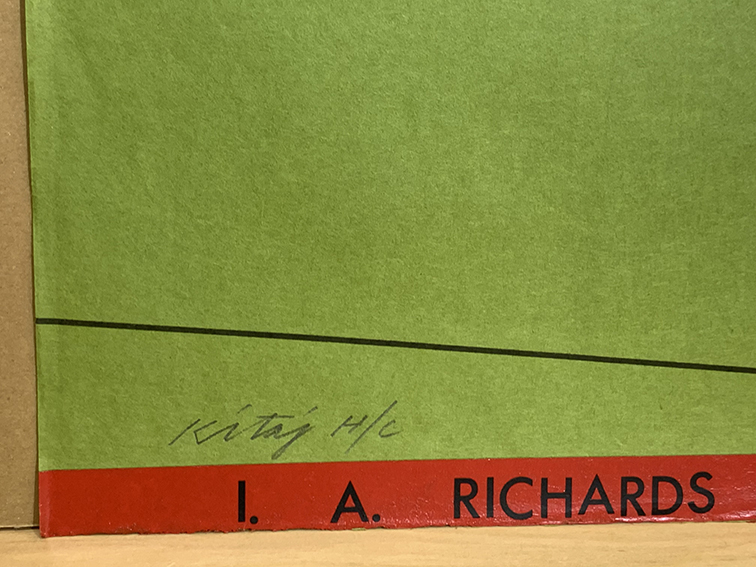 Kitaj H/C
I. A. RICHARDS